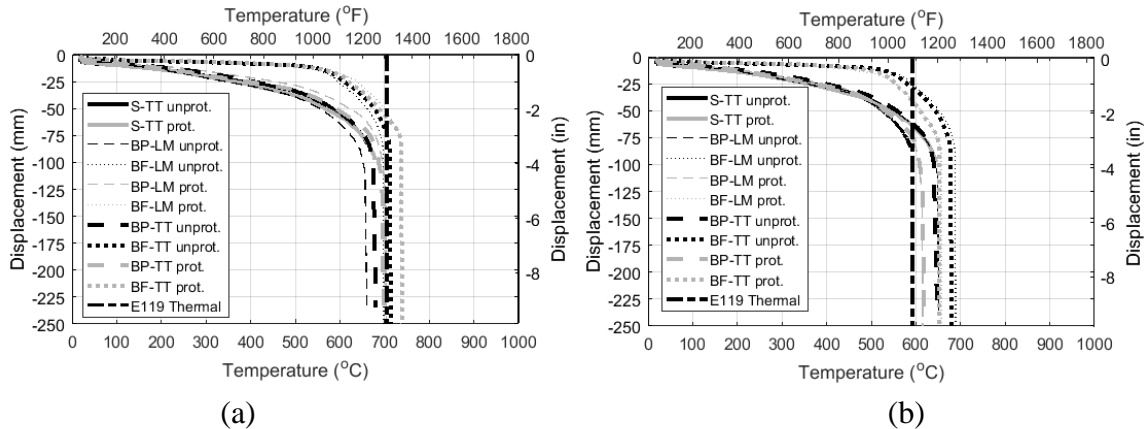 Temperature (°F)
200 400 600 800 1000 1200 1400 1600 1800
0
-25
-50
-75
-100
-125
-150
-175
-200
-225
-250
Displacement (mm)
S-TT unprot.
S-TT prot.
BP-LM unprot.
BF-LM unprot.
BP-LM prot.
BF-LM prot.
BP-TT unprot.
BF-TT unprot.
BP-TT prot.
BF-TT prot.
E119 Thermal
0
-2
-4
-6
-8
Displacement (in)
0 100 200 300 400 500 600 700 800 900 1000
Temperature (°C)
(a)
Temperature (°F)
200 400 600 800 1000 1200 1400 1600 1800
0
-25
-50
-75
-100
-125
-150
-175
-200
-225
-250
Displacement (mm)
S-TT unprot.
S-TT prot.
BP-LM unprot.
BF-LM unprot.
BP-LM prot.
BF-LM prot.
BP-TT unprot.
BF-TT unprot.
BP-TT prot.
BF-TT prot.
E119 Thermal
0
-2
-4
-6
-8
Displacement (in)
0 100 200 300 400 500 600 700 800 900 1000
Temperature (°C)
(b)